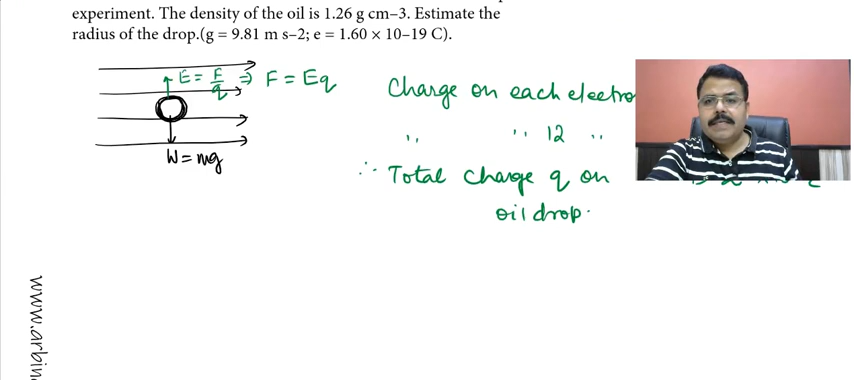 experiment. The density of the oil is 1.26 g cm–3. Estimate the
radius of the drop.(g = 9.81 m s–2; e = 1.60 × 10–19 C).
E = F/q ⇒ F = Eq
W = mg
Charge on each electro
" " 12 "
∴ Total charge q on
oil drop.
www.arbin